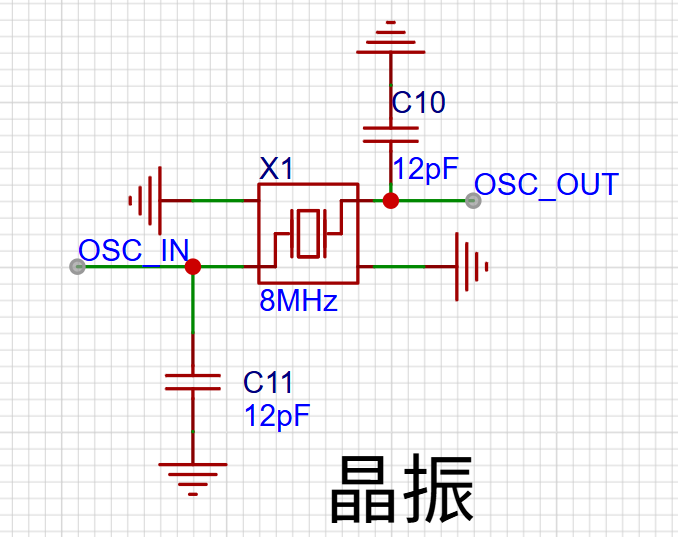 C10
12pF
X1
OSC_OUT
OSC_IN
8MHz
C11
12pF
晶振